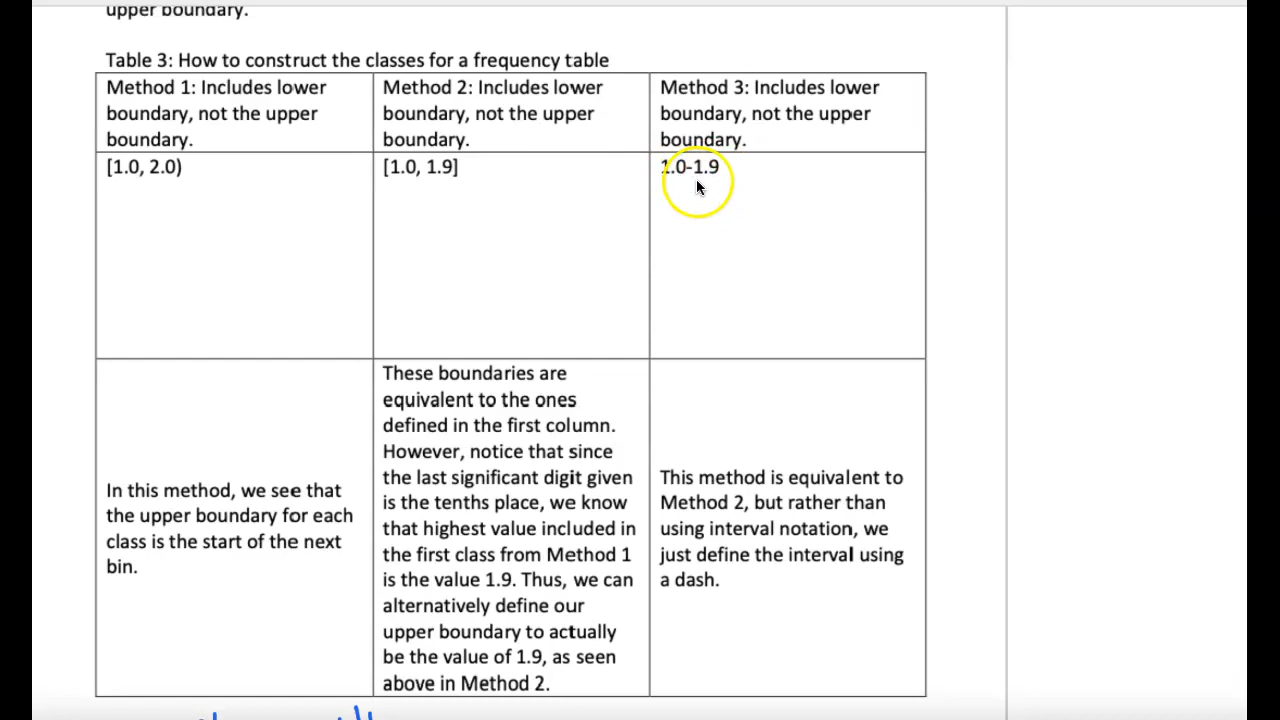 upper boundary.
Table 3: How to construct the classes for a frequency table
Method 1: Includes lower
boundary, not the upper
boundary.
Method 2: Includes lower
boundary, not the upper
boundary.
Method 3: Includes lower
boundary, not the upper
boundary.
[1.0, 2.0)
[1.0, 1.9]
1.0-1.9
In this method, we see that
the upper boundary for each
class is the start of the next
bin.
These boundaries are
equivalent to the ones
defined in the first column.
However, notice that since
the last significant digit given
is the tenths place, we know
that highest value included in
the first class from Method 1
is the value 1.9. Thus, we can
alternatively define our
upper boundary to actually
be the value of 1.9, as seen
above in Method 2.
This method is equivalent to
Method 2, but rather than
using interval notation, we
just define the interval using
a dash.